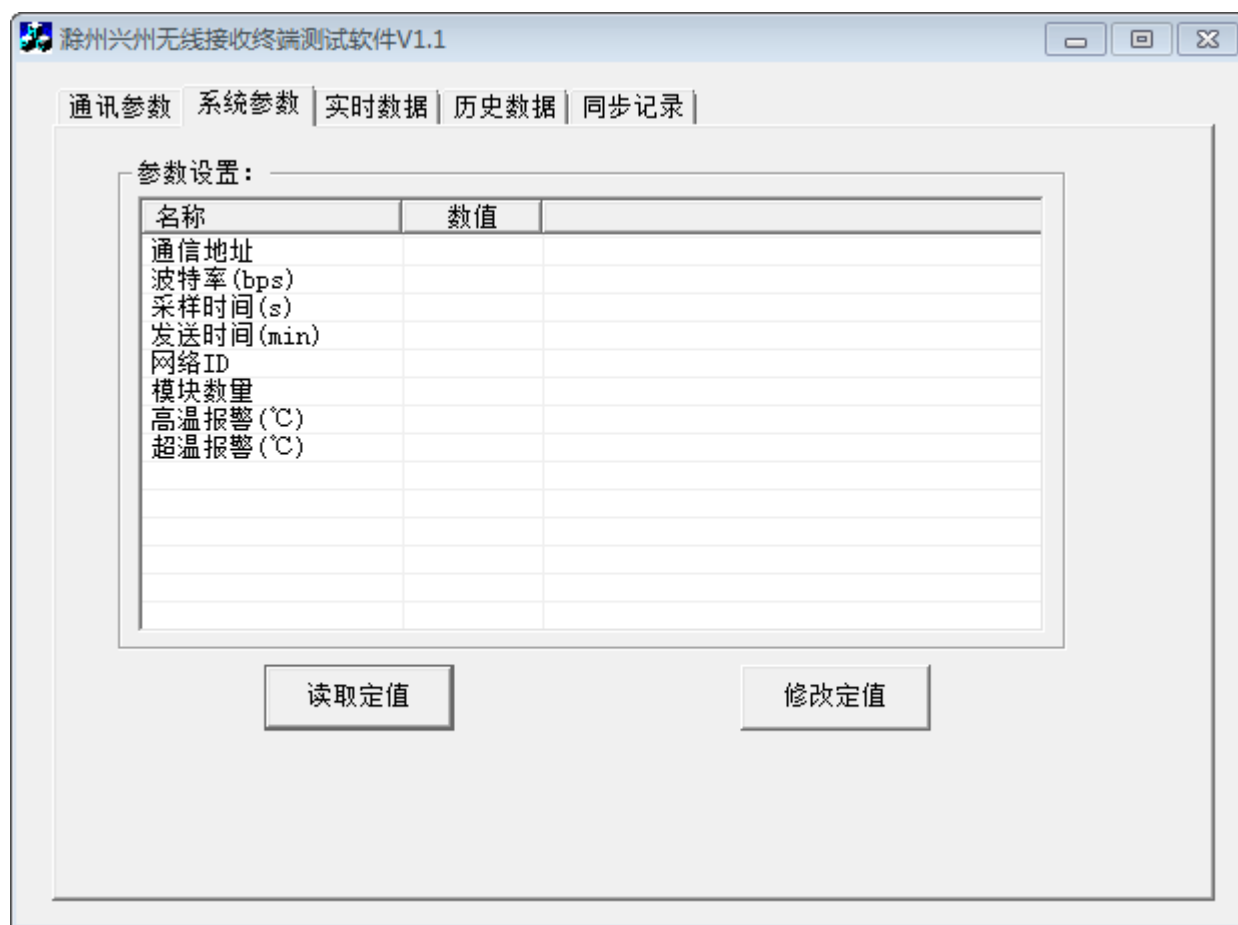 滁州兴州无线接收终端测试软件V1.1
通讯参数 系统参数 实时数据 历史数据 同步记录
参数设置:
名称 数值
通信地址
波特率(bps)
采样时间(s)
发送时间(min)
网络ID
模块数量
高温报警(℃)
超温报警(℃)
读取定值 修改定值